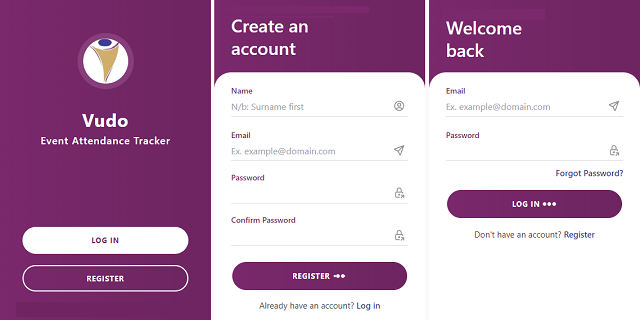 Vudo
Event Attendance Tracker
LOG IN
REGISTER
Create an
account
Name
N/b: Surname first
Email
Ex. example@domain.com
Password
Confirm Password
REGISTER
Already have an account? Log in
Welcome
back
Email
Ex. example@domain.com
Password
Forgot Password?
LOG IN
Don't have an account? Register